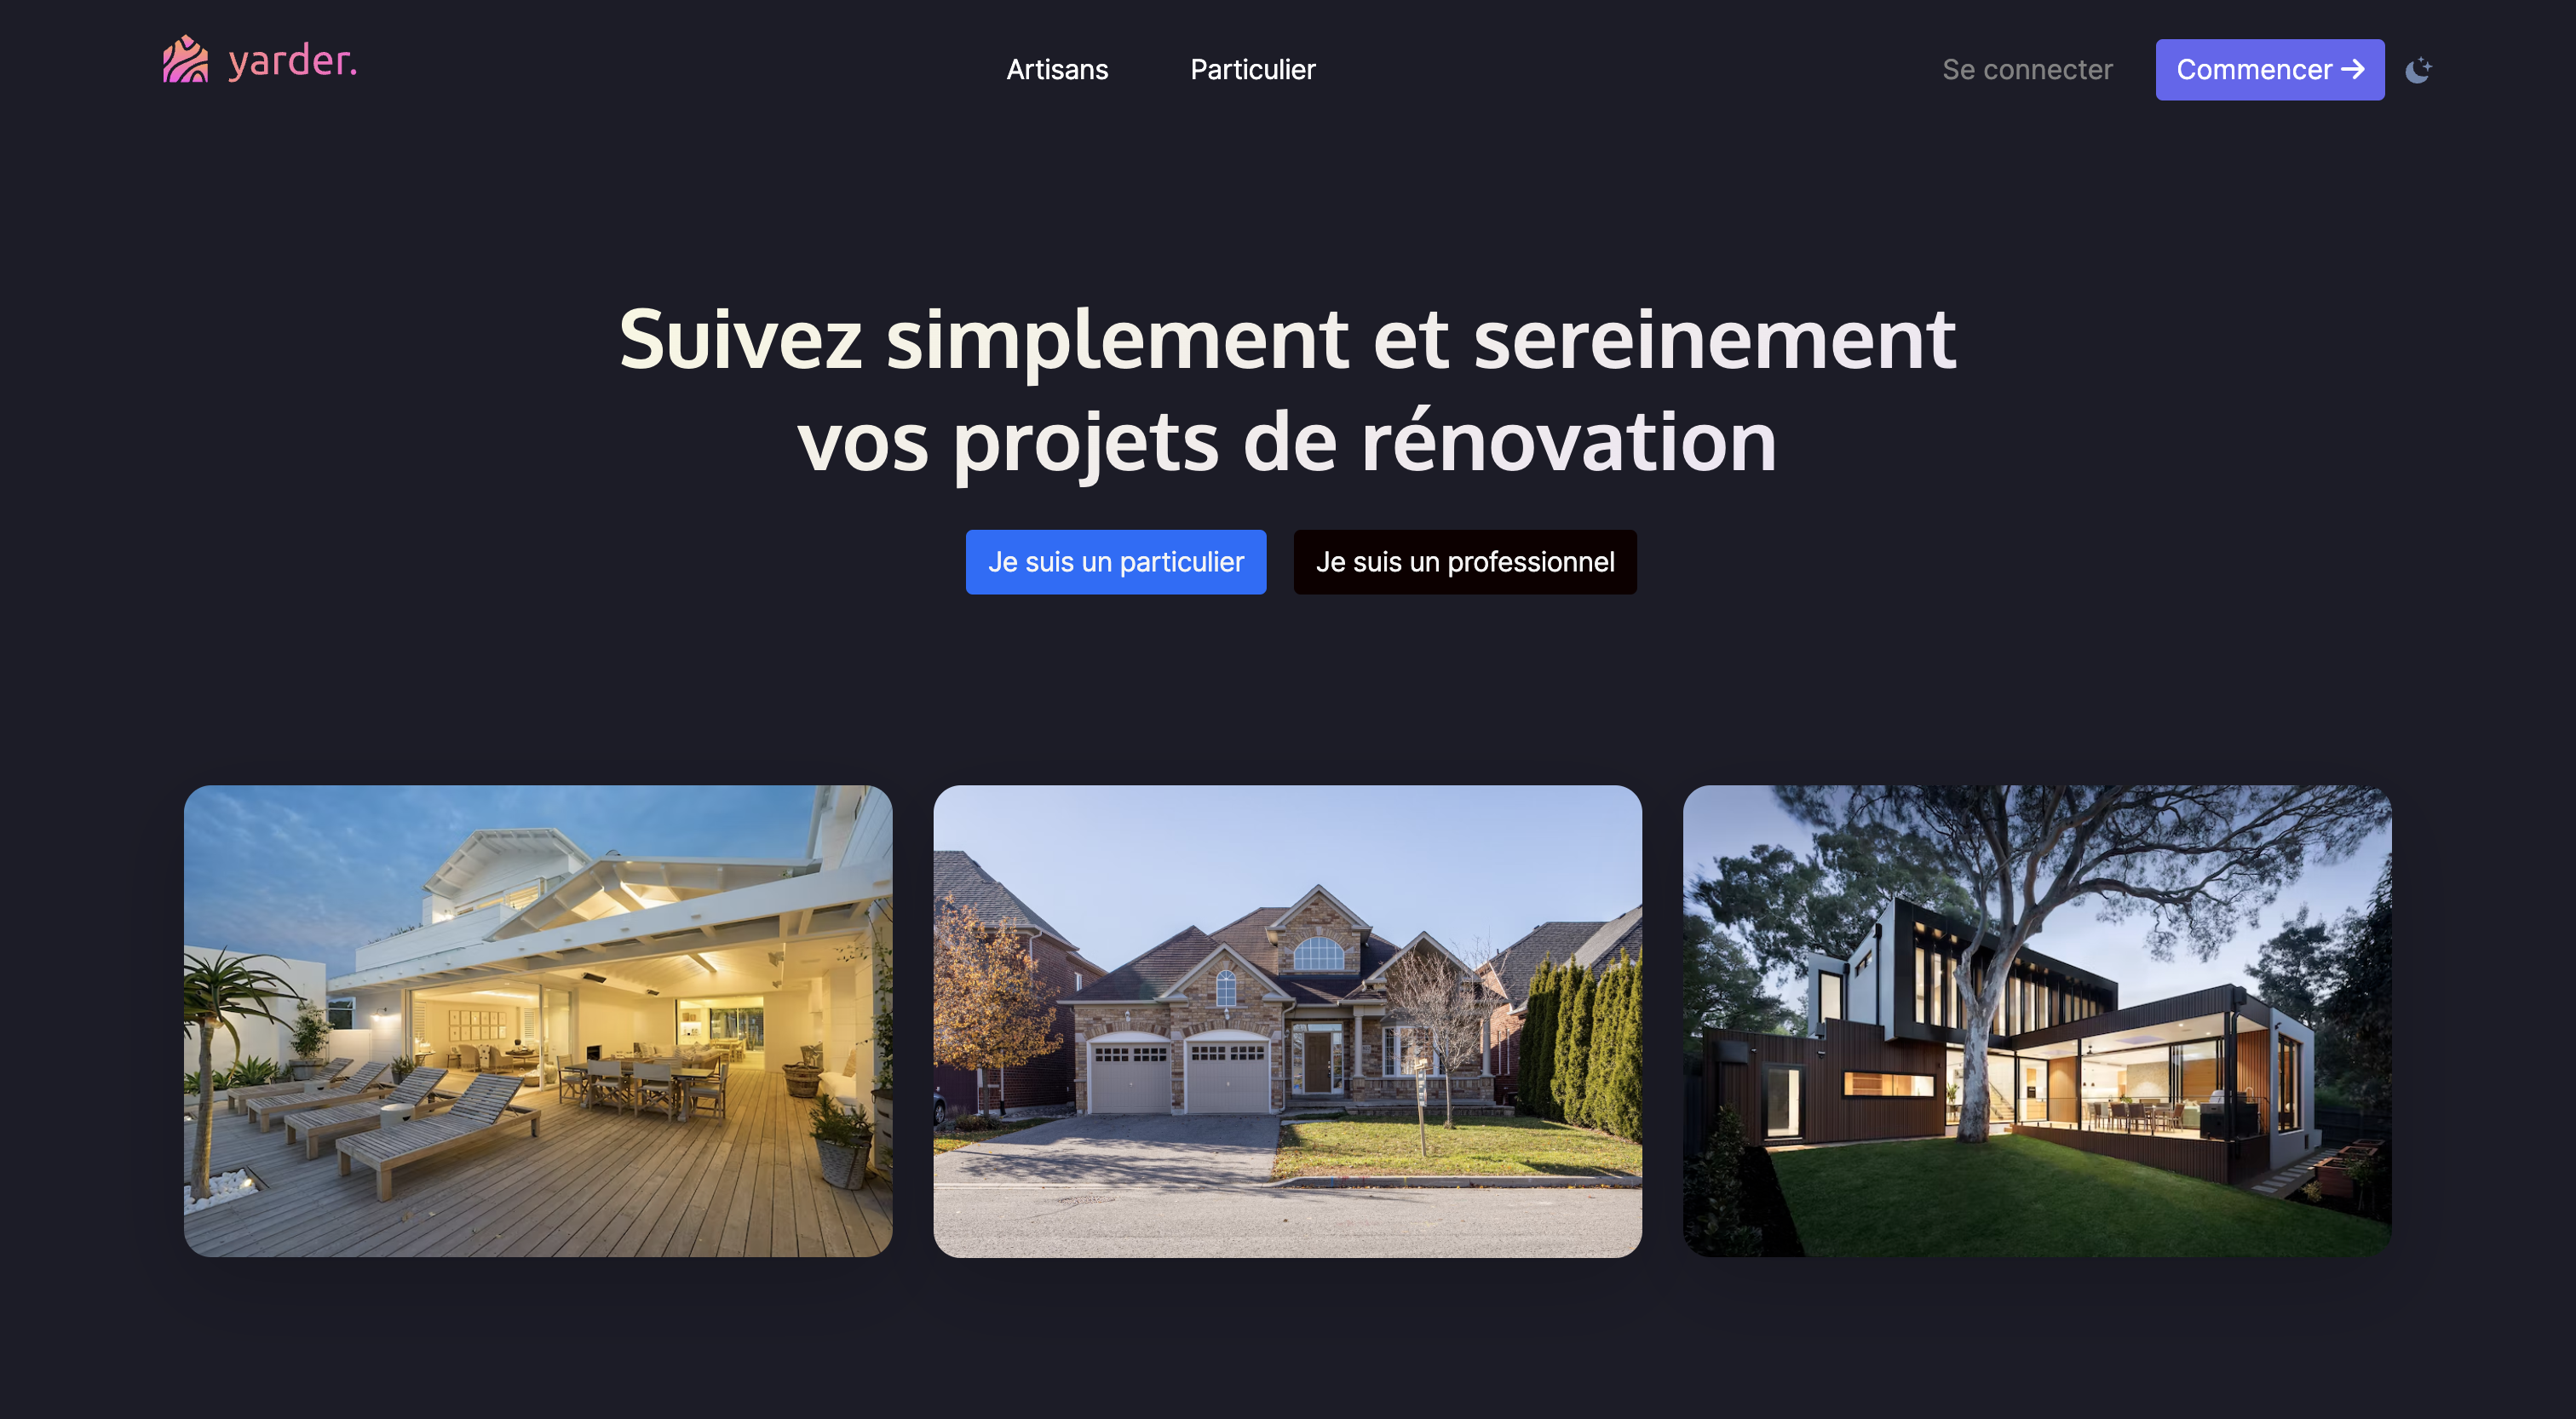 yarder.
Artisans
Particulier
Se connecter
Commencer →
Suivez simplement et sereinement
vos projets de rénovation
Je suis un particulier
Je suis un professionnel